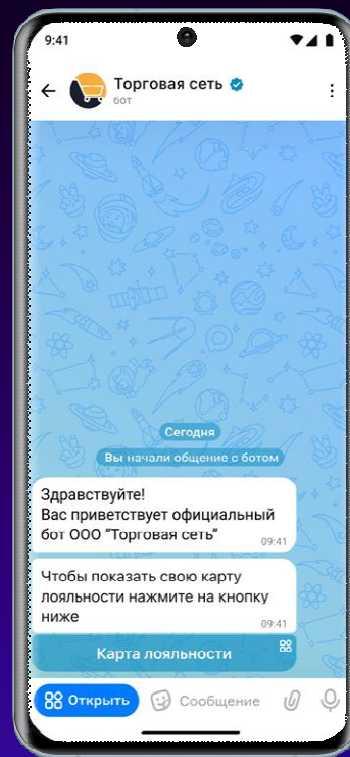 9:41
Торговая сеть
бот
Сегодня
Вы начали общение с ботом
Здравствуйте!
Вас приветствует официальный
бот ООО "Торговая сеть"
09:41
Чтобы показать свою карту
лояльности нажмите на кнопку
ниже
09:41
Карта лояльности
Открыть
Сообщение